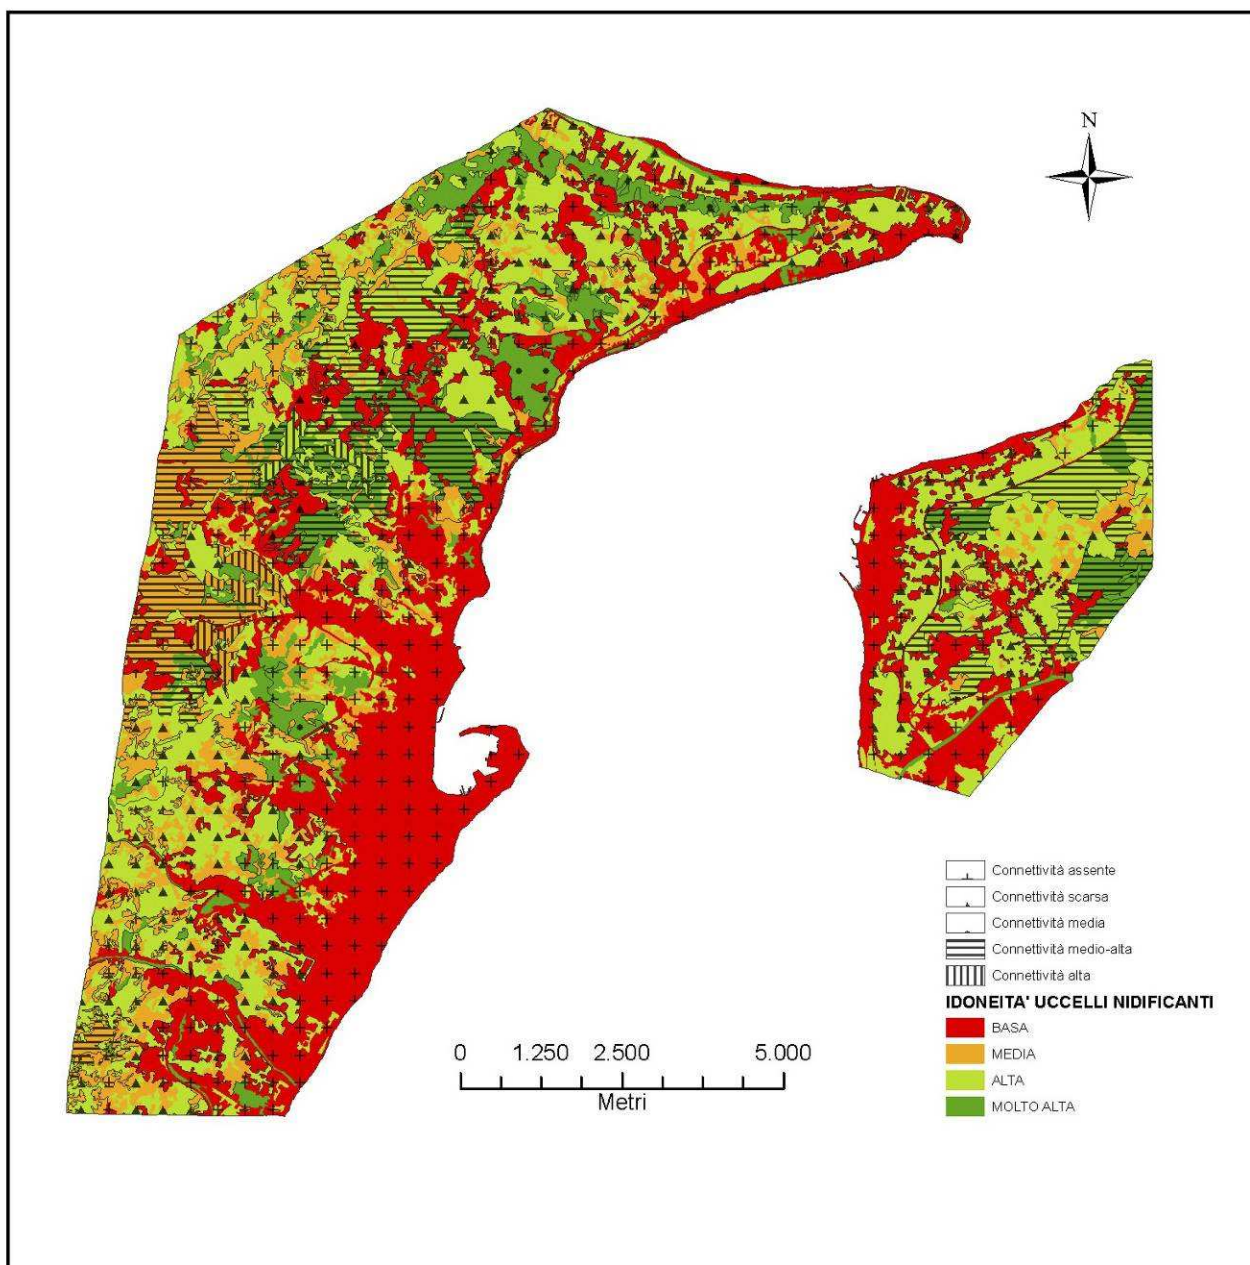 N
Connettività assente
Connettività scarsa
Connettività media
Connettività medio-alta
Connettività alta
IDONEITA' UCCELLI NIDIFICANTI
BASA
MEDIA
ALTA
MOLTO ALTA
0 1.250 2.500 5.000
Metri